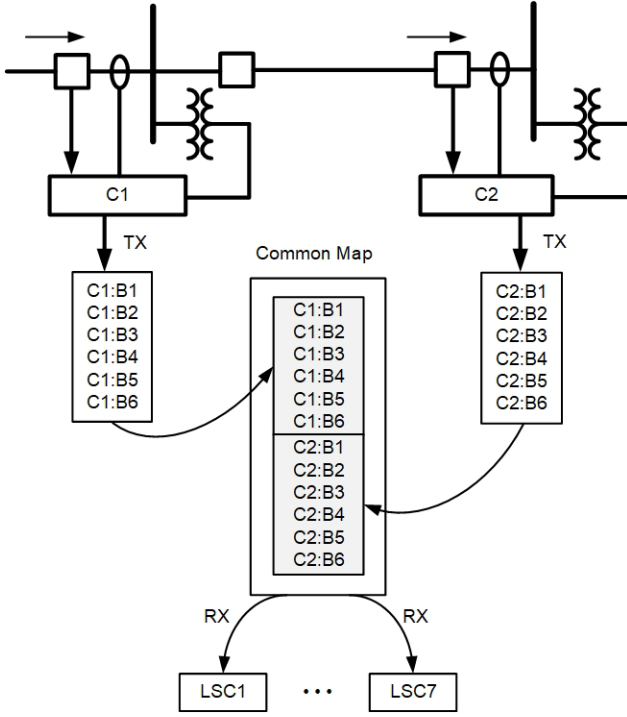 C1
C2
TX
TX
Common Map
C1:B1
C1:B2
C1:B3
C1:B4
C1:B5
C1:B6
C1:B1
C1:B2
C1:B3
C1:B4
C1:B5
C1:B6
C2:B1
C2:B2
C2:B3
C2:B4
C2:B5
C2:B6
C2:B1
C2:B2
C2:B3
C2:B4
C2:B5
C2:B6
RX
RX
LSC1
• • •
LSC7